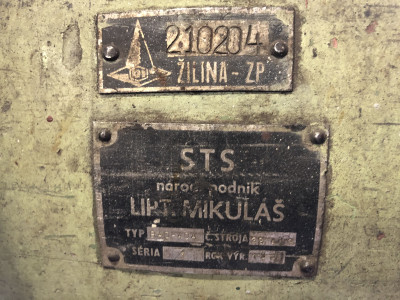 210204
ŽILINA - ZP
STS
národ. podnik
LIPT. MIKULÁŠ
TYP Č.STROJA
SÉRIA ROK VÝR.